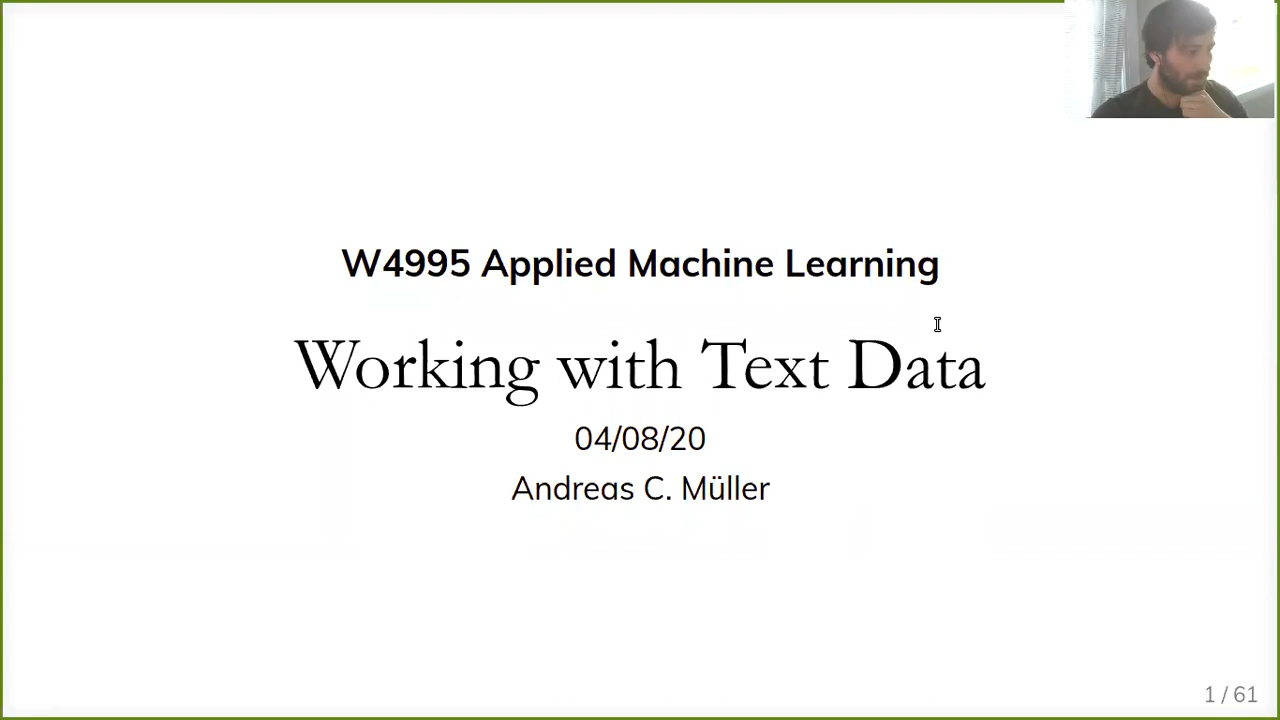 W4995 Applied Machine Learning
Working with Text Data
04/08/20
Andreas C. Müller
1 / 61